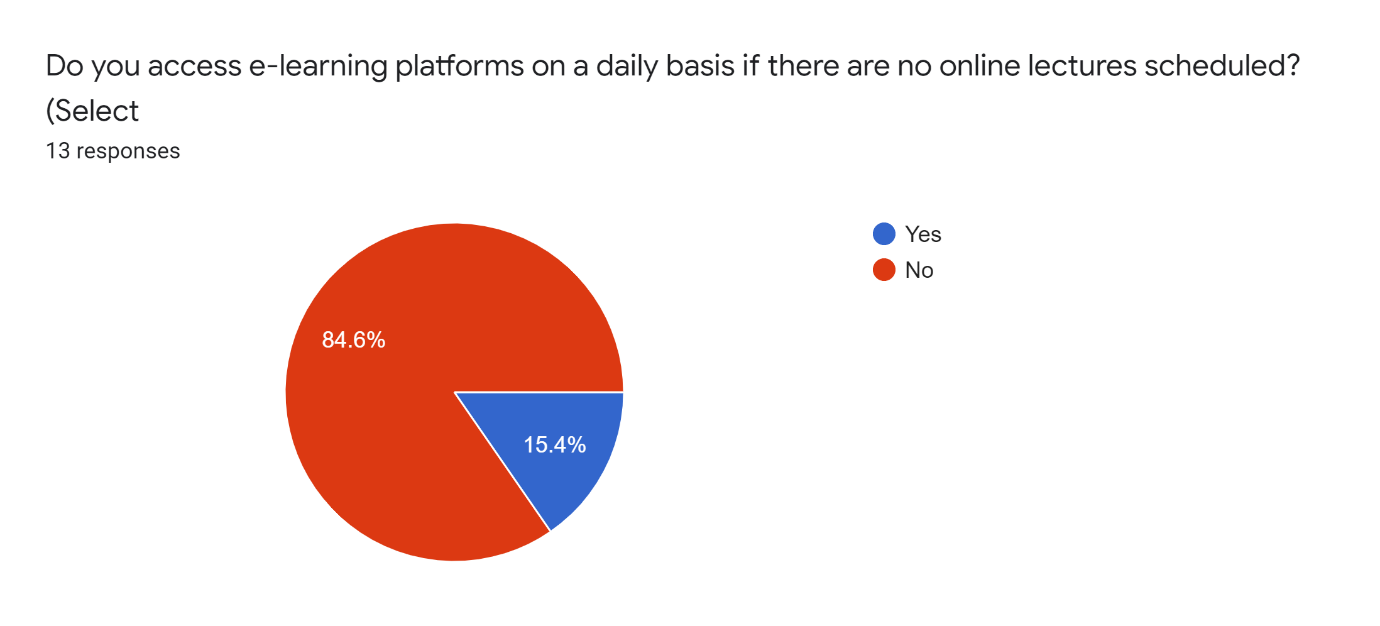 Do you access e-learning platforms on a daily basis if there are no online lectures scheduled?
(Select
13 responses
Yes
No
84.6%
15.4%